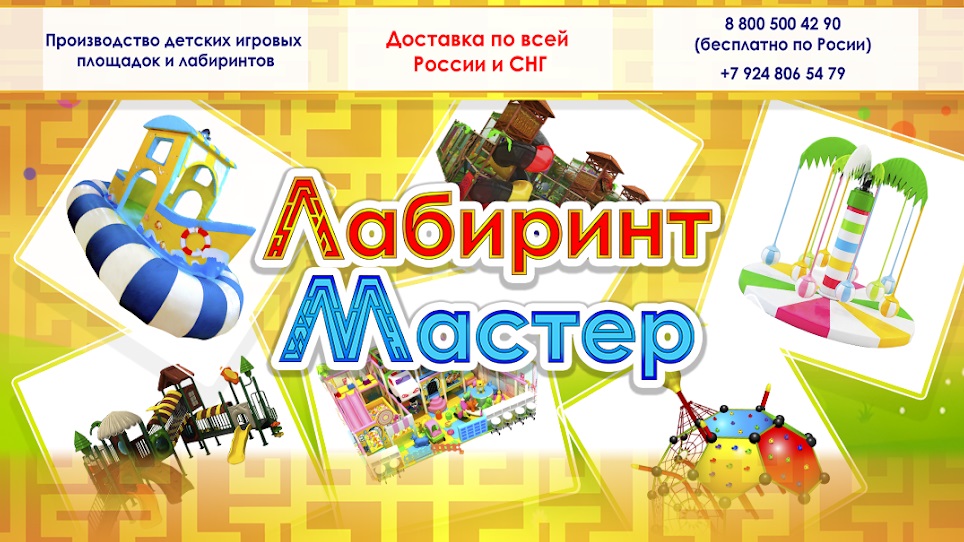 Производство детских игровых
площадок и лабиринтов
Доставка по всей
России и СНГ
8 800 500 42 90
(бесплатно по Росии)
+7 924 806 54 79
Лабиринт
Мастер